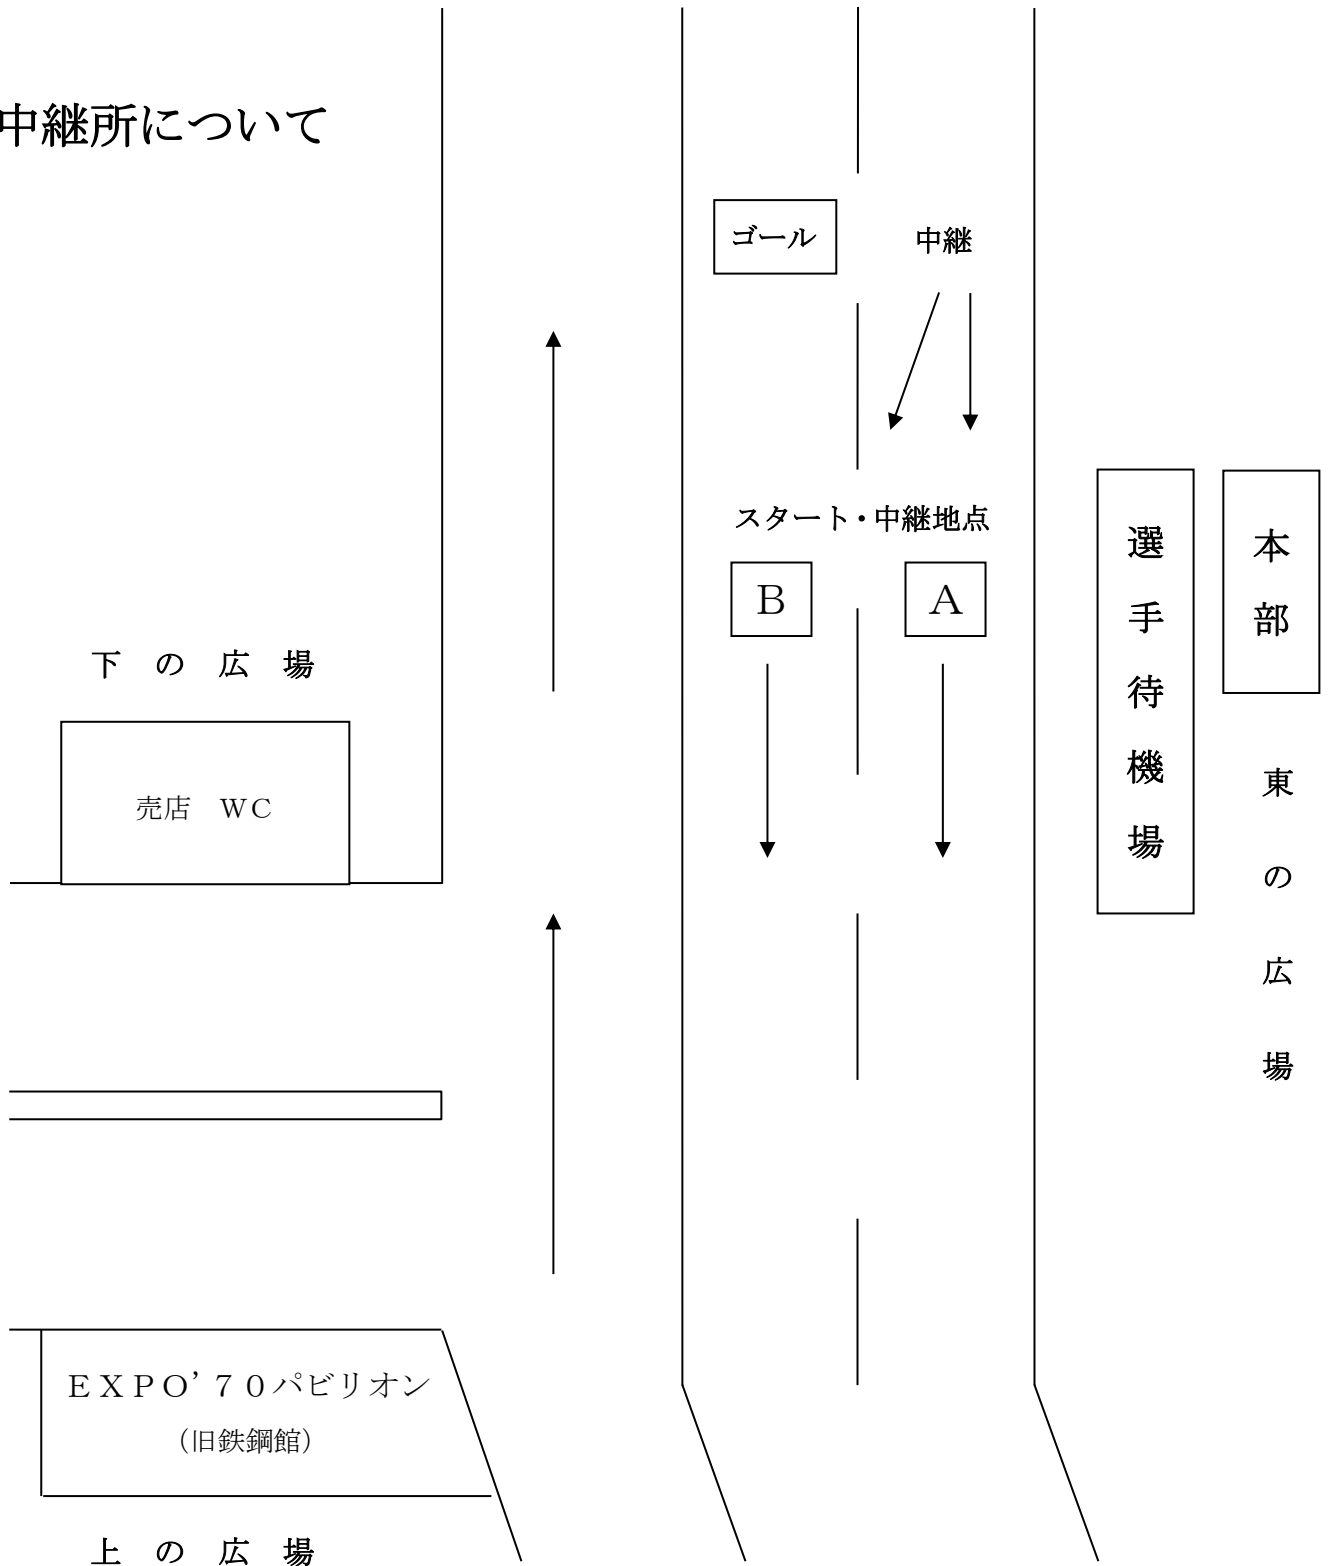 中継所について
ゴール
中継
スタート・中継地点
B
A
選手待機場
本部
東の広場
下の広場
売店　WC
EXPO’70パビリオン
（旧鉄鋼館）
上の広場